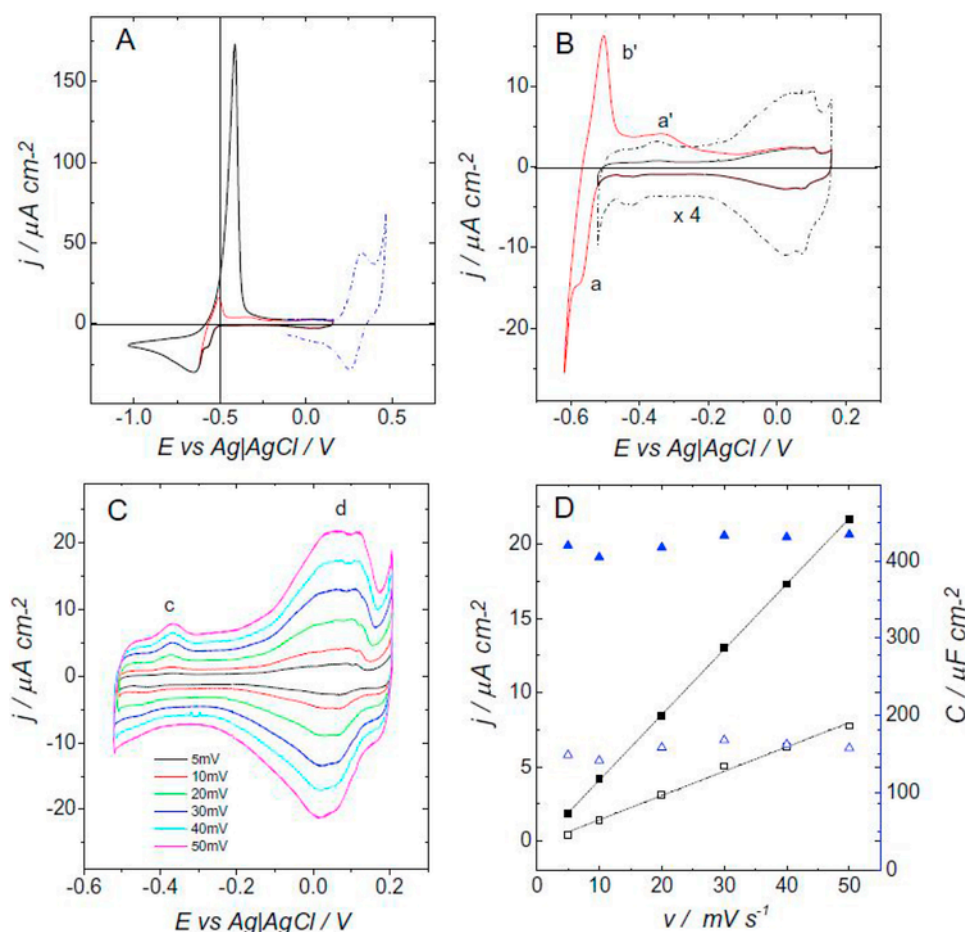 A
150
100
50
0
j / µA cm-2
-1.0
-0.5
0.0
0.5
E vs Ag|AgCl / V
B
b'
a'
10
0
-10
-20
j / µA cm-2
x 4
a
-0.6
-0.4
-0.2
0.0
0.2
E vs Ag|AgCl / V
C
d
c
20
10
0
-10
-20
j / µA cm-2
5mV
10mV
20mV
30mV
40mV
50mV
-0.6
-0.4
-0.2
0.0
0.2
E vs Ag|AgCl / V
D
20
15
10
5
0
j / µA cm-2
400
300
200
100
0
C / µF cm-2
0
10
20
30
40
50
v / mV s-1